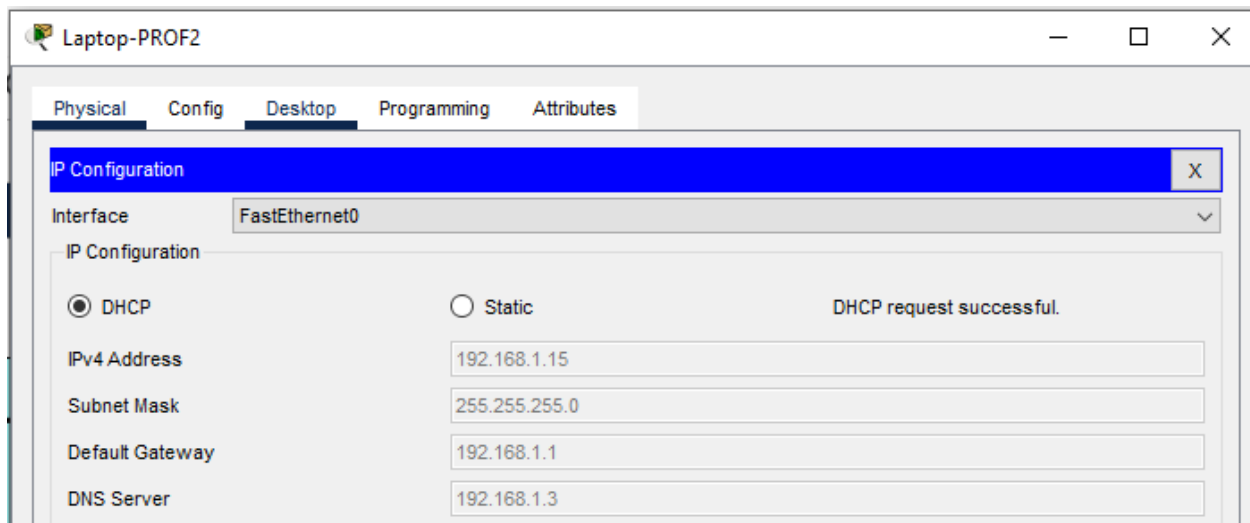 Laptop-PROF2
Physical Config Desktop Programming Attributes
IP Configuration X
Interface FastEthernet0
IP Configuration
DHCP Static DHCP request successful.
IPv4 Address 192.168.1.15
Subnet Mask 255.255.255.0
Default Gateway 192.168.1.1
DNS Server 192.168.1.3